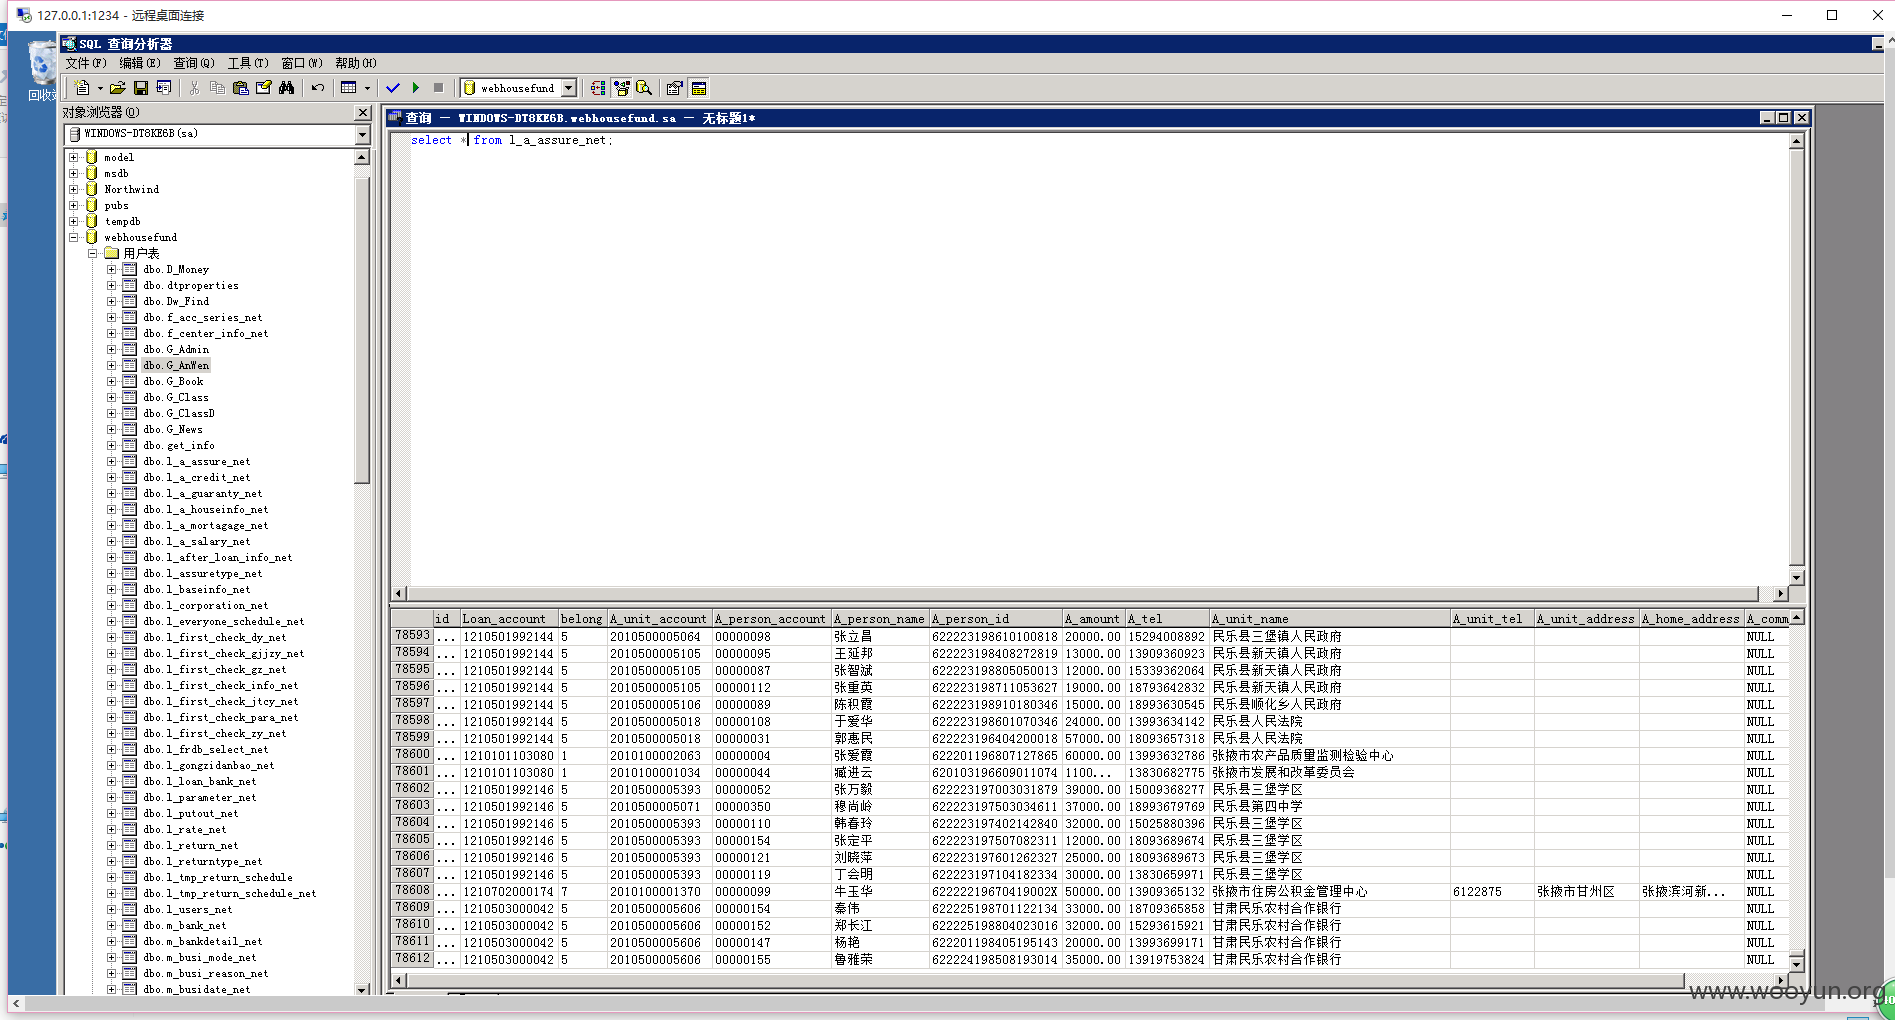 127.0.0.1:1234 - 远程桌面连接
回收站
SQL 查询分析器
文件(F) 编辑(E) 查询(Q) 工具(T) 窗口(W) 帮助(H)
webhousefund
对象浏览器(O)
WINDOWS-DT8KE6B(sa)
model
msdb
Northwind
pubs
tempdb
webhousefund
用户表
dbo.D_Money
dbo.dtproperties
dbo.Dw_Find
dbo.f_acc_series_net
dbo.f_center_info_net
dbo.G_Admin
dbo.G_AnWen
dbo.G_Book
dbo.G_Class
dbo.G_ClassD
dbo.G_News
dbo.get_info
dbo.l_a_assure_net
dbo.l_a_credit_net
dbo.l_a_guaranty_net
dbo.l_a_houseinfo_net
dbo.l_a_mortagage_net
dbo.l_a_salary_net
dbo.l_after_loan_info_net
dbo.l_assuretype_net
dbo.l_baseinfo_net
dbo.l_corporation_net
dbo.l_everyone_schedule_net
dbo.l_first_check_dy_net
dbo.l_first_check_gjjzy_net
dbo.l_first_check_gz_net
dbo.l_first_check_info_net
dbo.l_first_check_jtcy_net
dbo.l_first_check_para_net
dbo.l_first_check_zy_net
dbo.l_frdb_select_net
dbo.l_gongzidanbao_net
dbo.l_loan_bank_net
dbo.l_parameter_net
dbo.l_putout_net
dbo.l_rate_net
dbo.l_return_net
dbo.l_returntype_net
dbo.l_tmp_return_schedule
dbo.l_tmp_return_schedule_net
dbo.l_users_net
dbo.m_bank_net
dbo.m_bankdetail_net
dbo.m_busi_mode_net
dbo.m_busi_reason_net
dbo.m_busidate_net
查询 — WINDOWS-DT8KE6B.webhousefund.sa — 无标题1*
select * from l_a_assure_net;
id Loan_account belong A_unit_account A_person_account A_person_name A_person_id A_amount A_tel A_unit_name A_unit_tel A_unit_address A_home_address A_comm
78593 ... 1210501992144 5 2010500005064 00000098 张立昌 622223198610100818 20000.00 15294008892 民乐县三堡镇人民政府 NULL
78594 ... 1210501992144 5 2010500005105 00000095 王延邦 622223198408272819 13000.00 13909360923 民乐县新天镇人民政府 NULL
78595 ... 1210501992144 5 2010500005105 00000087 张智斌 622223198805050013 12000.00 15339362064 民乐县新天镇人民政府 NULL
78596 ... 1210501992144 5 2010500005105 00000112 张重英 622223198711053627 19000.00 18793642832 民乐县新天镇人民政府 NULL
78597 ... 1210501992144 5 2010500005106 00000089 陈积霞 622223198910180346 15000.00 18993630545 民乐县顺化乡人民政府 NULL
78598 ... 1210501992144 5 2010500005018 00000108 于爱华 622223198601070346 24000.00 13993634142 民乐县人民法院 NULL
78599 ... 1210501992144 5 2010500005018 00000031 郭惠民 622223196404200018 57000.00 18093657318 民乐县人民法院 NULL
78600 ... 1210101103080 1 2010100002063 00000004 张爱霞 622201196807127865 60000.00 13993632786 张掖市农产品质量监测检验中心 NULL
78601 ... 1210101103080 1 2010100001034 00000044 臧进云 620103196609011074 1100... 13830682775 张掖市发展和改革委员会 NULL
78602 ... 1210501992146 5 2010500005393 00000052 张万毅 622223197003031879 39000.00 15009368277 民乐县三堡学区 NULL
78603 ... 1210501992146 5 2010500005071 00000350 穆尚岭 622223197503034611 37000.00 18993679769 民乐县第四中学 NULL
78604 ... 1210501992146 5 2010500005393 00000110 韩春玲 622223197402142840 32000.00 15025880396 民乐县三堡学区 NULL
78605 ... 1210501992146 5 2010500005393 00000154 张定平 622223197507082311 12000.00 18093689674 民乐县三堡学区 NULL
78606 ... 1210501992146 5 2010500005393 00000121 刘晓萍 622223197601262327 25000.00 18093689673 民乐县三堡学区 NULL
78607 ... 1210501992146 5 2010500005393 00000119 丁会明 622223197104182334 30000.00 13830659971 民乐县三堡学区 NULL
78608 ... 1210702000174 7 2010100001370 00000099 牛玉华 62222219670419002X 50000.00 13909365132 张掖市住房公积金管理中心 6122875 张掖市甘州区 张掖滨河新... NULL
78609 ... 1210503000042 5 2010500005606 00000154 秦伟 622225198701122134 33000.00 18709365858 甘肃民乐农村合作银行 NULL
78610 ... 1210503000042 5 2010500005606 00000152 郑长江 622225198804023016 32000.00 15293615921 甘肃民乐农村合作银行 NULL
78611 ... 1210503000042 5 2010500005606 00000147 杨艳 622201198405195143 20000.00 13993699171 甘肃民乐农村合作银行 NULL
78612 ... 1210503000042 5 2010500005606 00000155 鲁雅荣 622224198508193014 35000.00 13919753824 甘肃民乐农村合作银行 NULL
www.wooyun.org